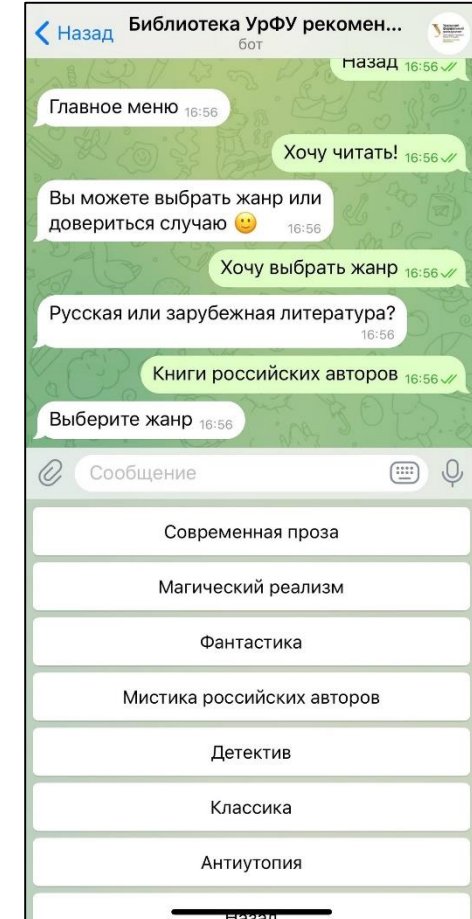 Назад
Библиотека УрФУ рекомен...
бот
Назад 16:56
Главное меню 16:56
Хочу читать! 16:56
Вы можете выбрать жанр или
довериться случаю 🙂 16:56
Хочу выбрать жанр 16:56
Русская или зарубежная литература?
16:56
Книги российских авторов 16:56
Выберите жанр 16:56
Сообщение
Современная проза
Магический реализм
Фантастика
Мистика российских авторов
Детектив
Классика
Антиутопия
Назад